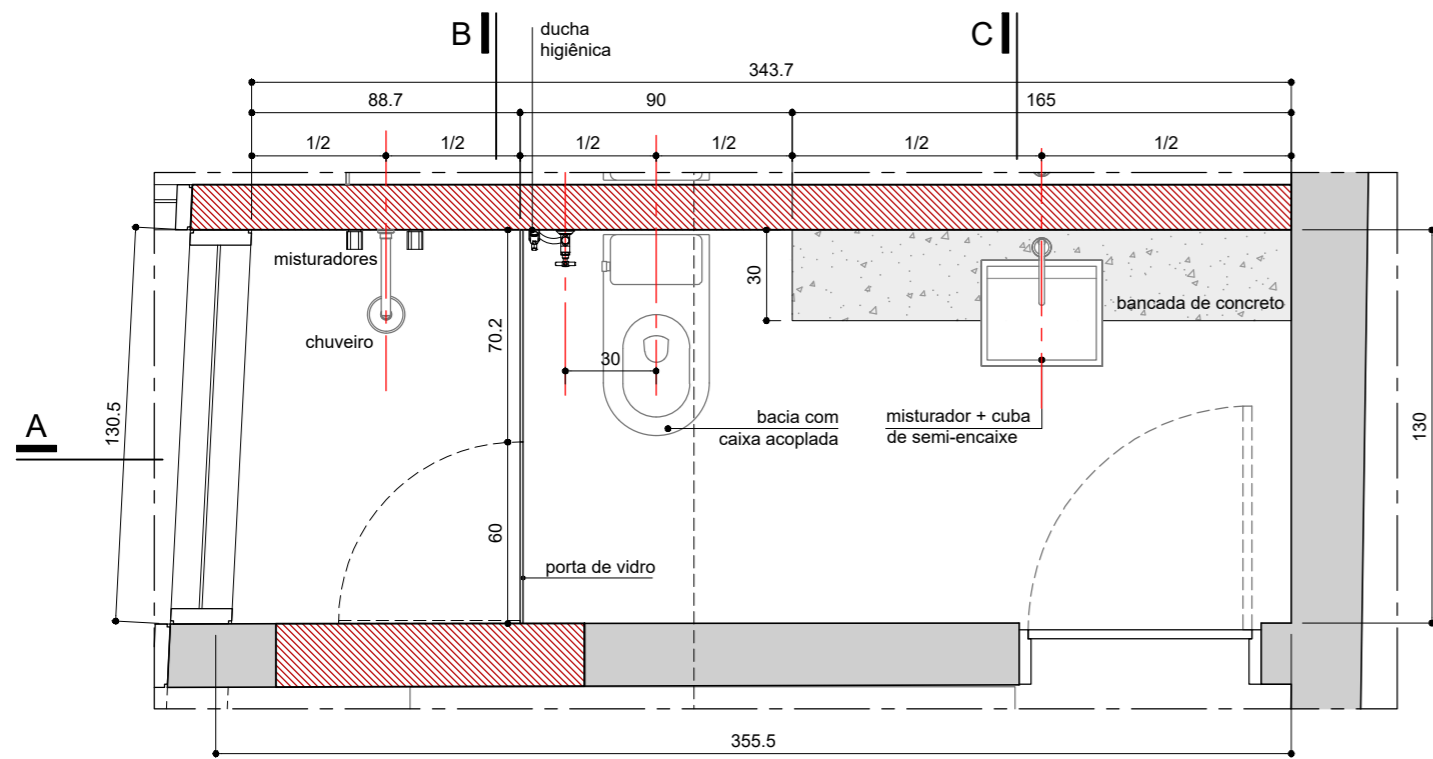 B
ducha
higiênica
C
343.7
88.7
90
165
1/2
1/2
1/2
1/2
1/2
1/2
misturadores
chuveiro
70.2
30
30
bancada de concreto
A
130.5
bacia com
caixa acoplada
misturador + cuba
de semi-encaixe
130
60
porta de vidro
355.5